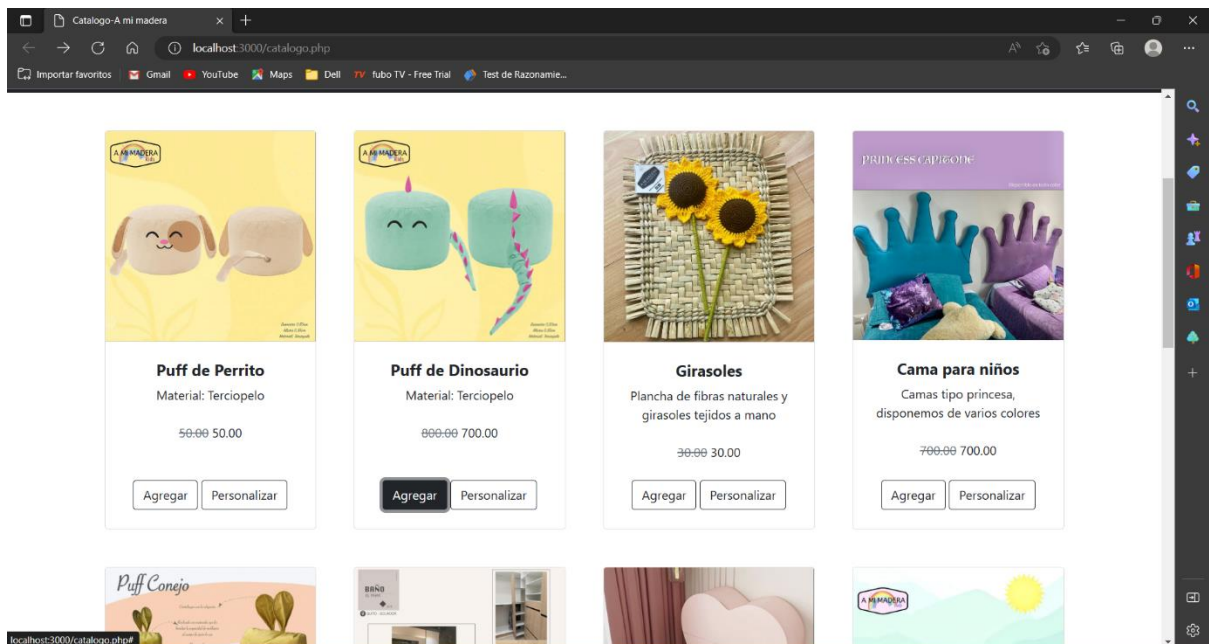 Catalogo-A mi madera
localhost:3000/catalogo.php
Importar favoritos Gmail YouTube Maps Dell fubo TV - Free Trial Test de Razonamie...
A MI MADERA
Kids
A MI MADERA
PRINCESS CAPITONE
Puff de Perrito
Material: Terciopelo
50.00 50.00
Agregar Personalizar
Puff de Dinosaurio
Material: Terciopelo
800.00 700.00
Agregar Personalizar
Girasoles
Plancha de fibras naturales y
girasoles tejidos a mano
30.00 30.00
Agregar Personalizar
Cama para niños
Camas tipo princesa,
disponemos de varios colores
700.00 700.00
Agregar Personalizar
Puff Conejo
BAÑO
A MI MADERA
localhost:3000/catalogo.php#